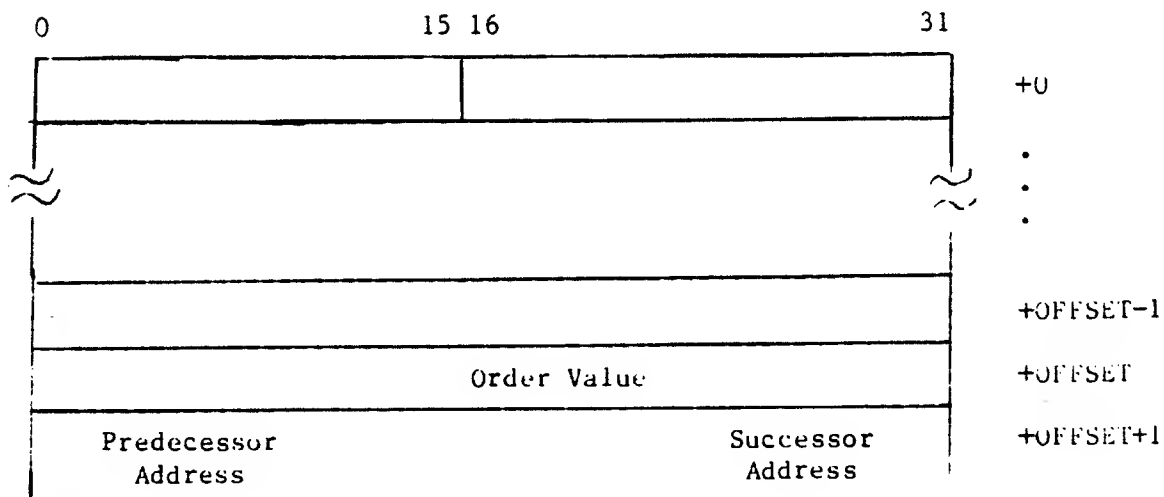 0 15 16 31
+0
+OFFSET-1
Order Value +OFFSET
Predecessor Successor +OFFSET+1
Address Address